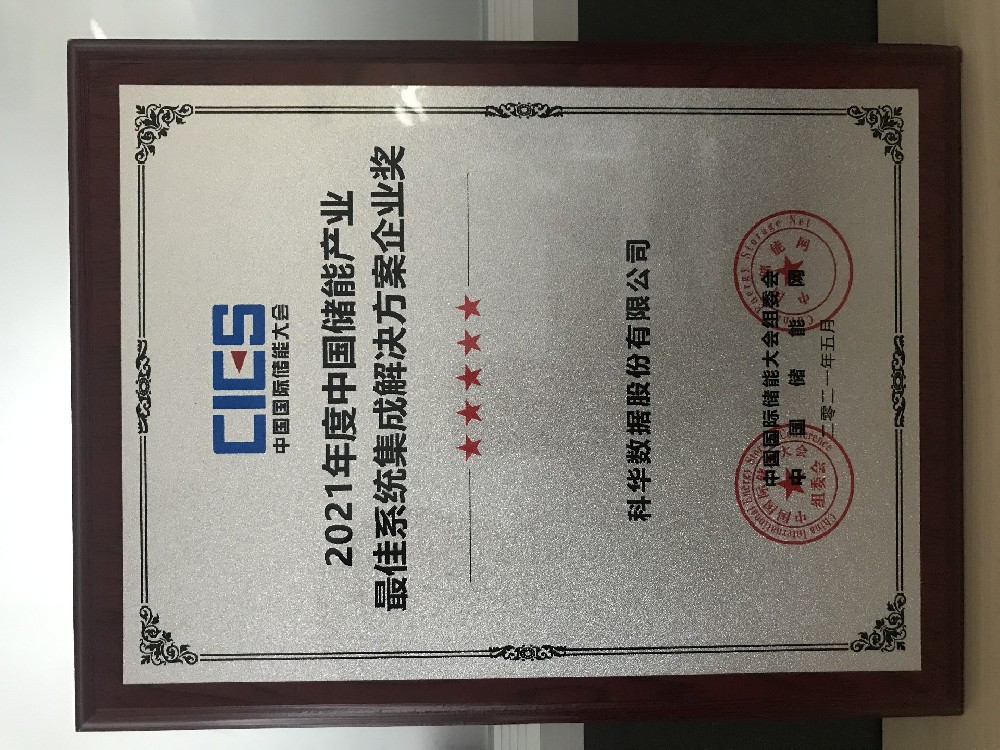 CIES
中国国际储能大会
2021年度中国储能产业
最佳系统集成解决方案企业奖
科华数据股份有限公司
中国国际储能大会组委会
中国储能网
二零二一年五月
组委会